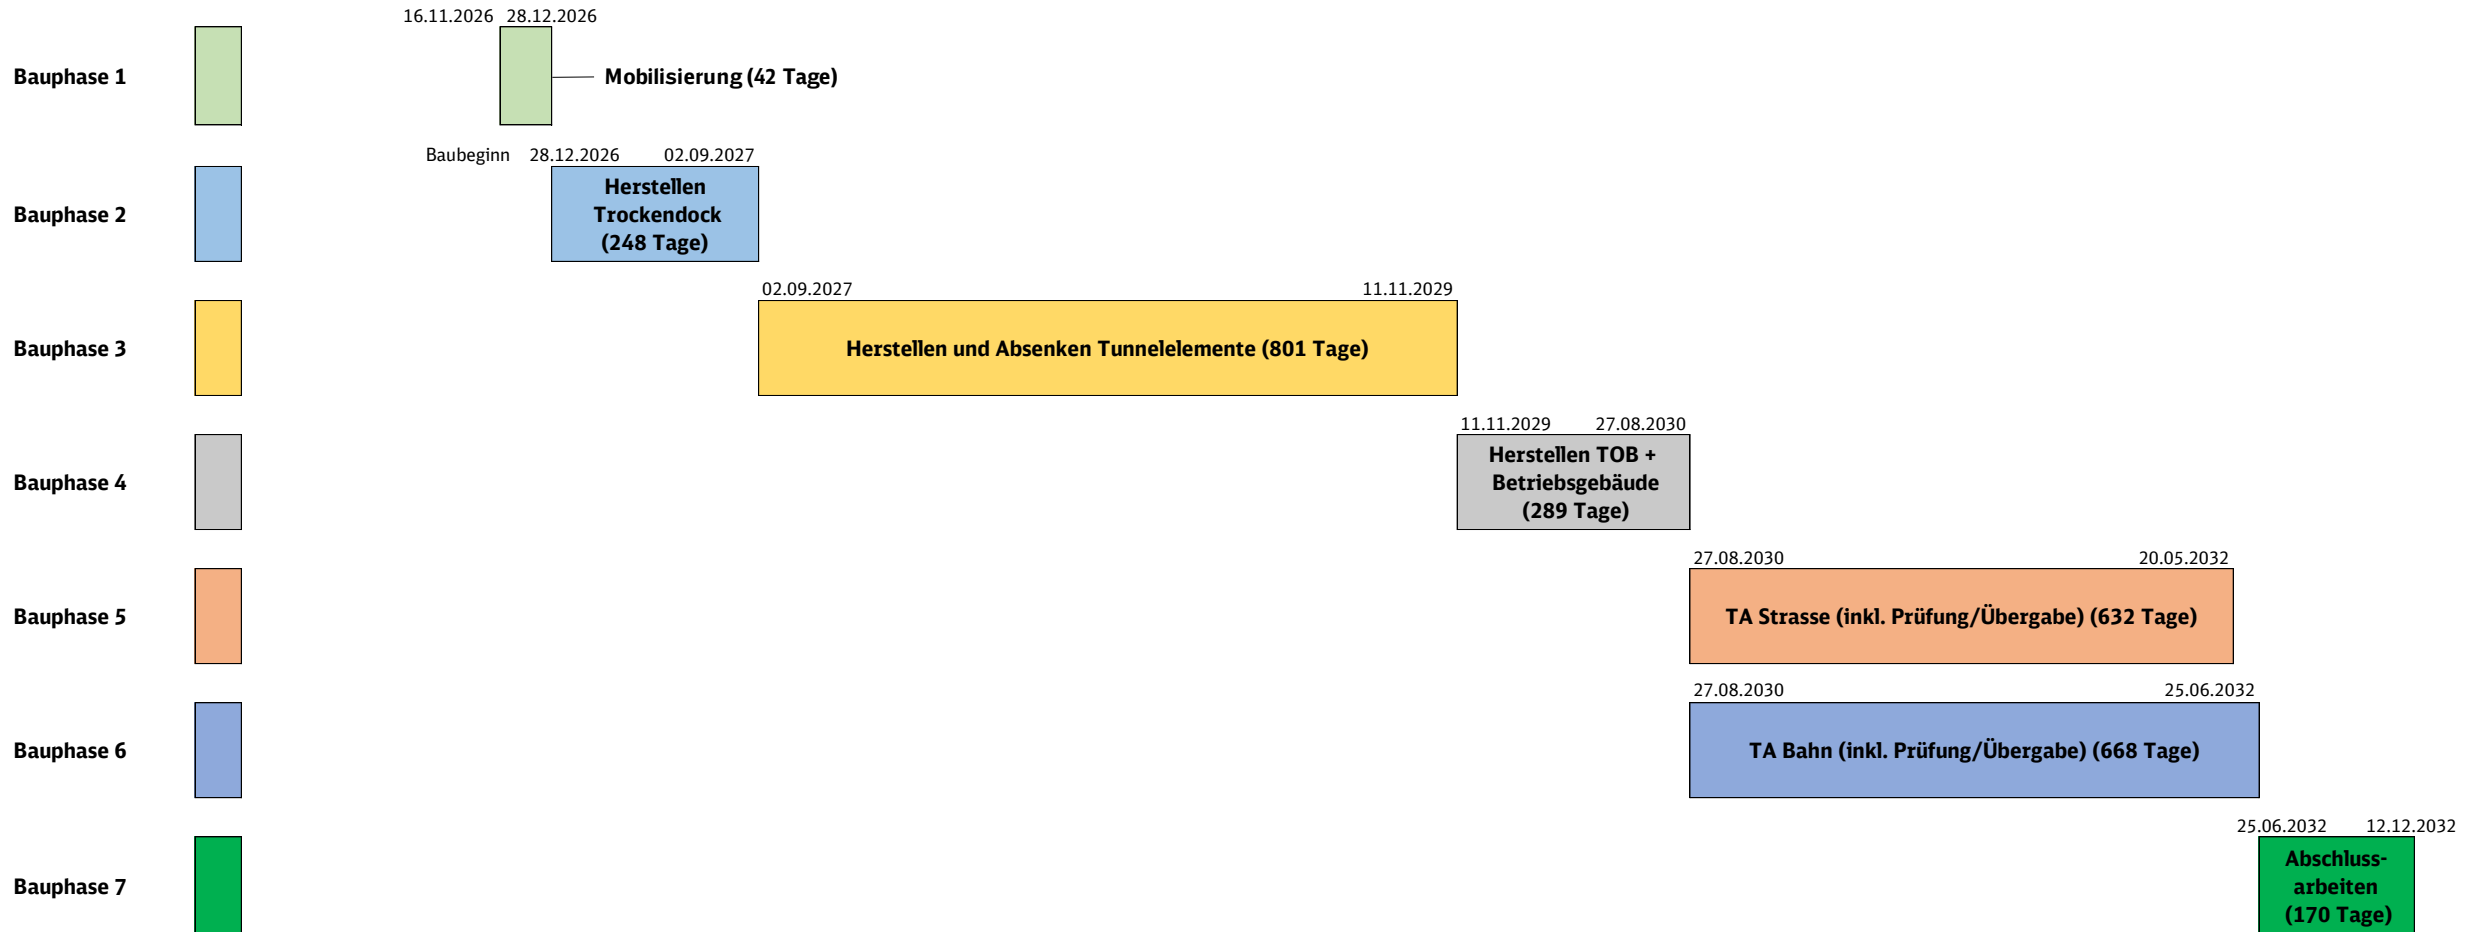 16.11.2026 28.12.2026
Bauphase 1
Mobilisierung (42 Tage)
Baubeginn 28.12.2026 02.09.2027
Bauphase 2
Herstellen
Trockendock
(248 Tage)
02.09.2027 11.11.2029
Bauphase 3
Herstellen und Absenken Tunnelelemente (801 Tage)
11.11.2029 27.08.2030
Bauphase 4
Herstellen TOB +
Betriebsgebäude
(289 Tage)
27.08.2030 20.05.2032
Bauphase 5
TA Strasse (inkl. Prüfung/Übergabe) (632 Tage)
27.08.2030 25.06.2032
Bauphase 6
TA Bahn (inkl. Prüfung/Übergabe) (668 Tage)
25.06.2032 12.12.2032
Bauphase 7
Abschluss-
arbeiten
(170 Tage)